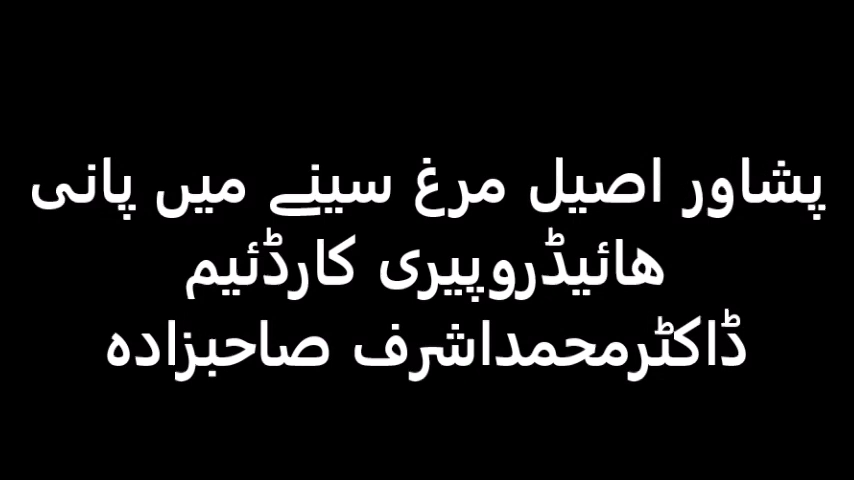 پشاور اصیل مرغ سینے میں پانی
ھائیڈروپیری کارڈئیم
ڈاکٹرمحمداشرف صاحبزادہ